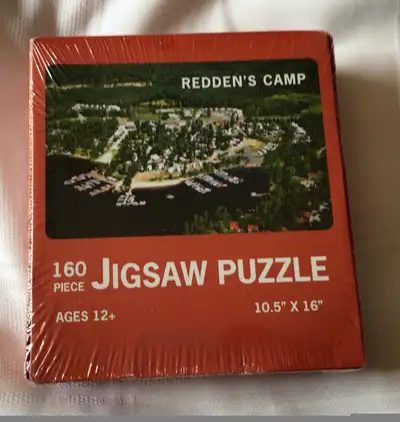 REDDEN'S CAMP
160 PIECE JIGSAW PUZZLE
AGES 12+ 10.5" X 16"